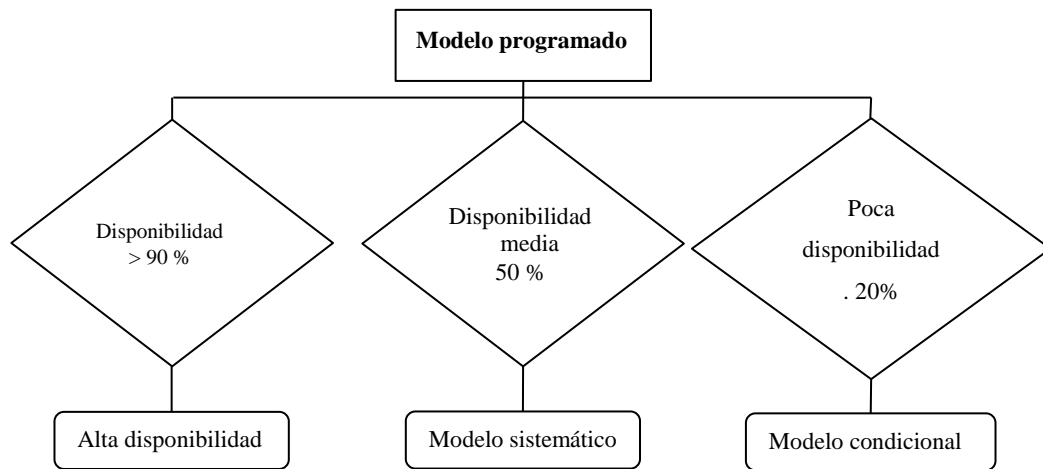 Modelo programado
Disponibilidad
> 90 %
Disponibilidad
media
50 %
Poca
disponibilidad
. 20%
Alta disponibilidad
Modelo sistemático
Modelo condicional